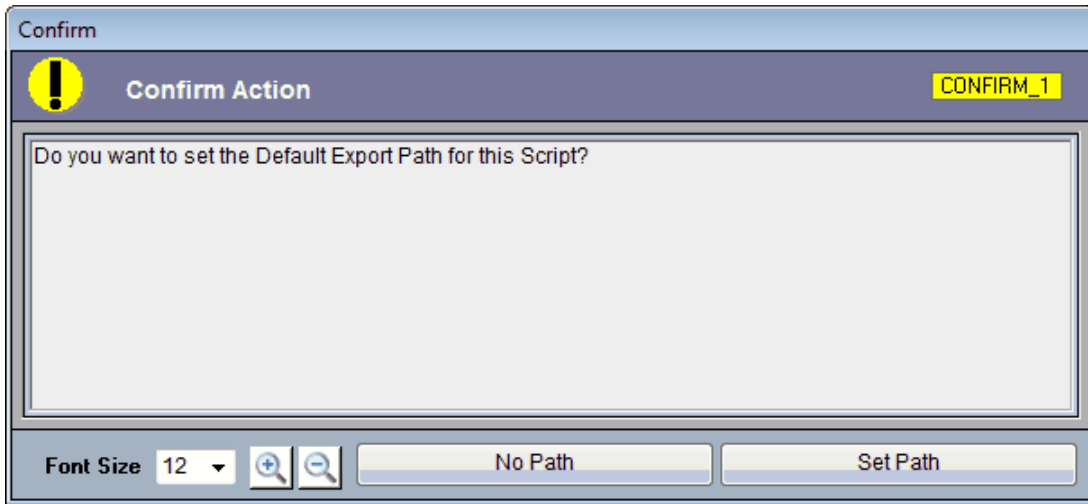 Confirm
Confirm Action
CONFIRM_1
Do you want to set the Default Export Path for this Script?
Font Size 12 No Path Set Path